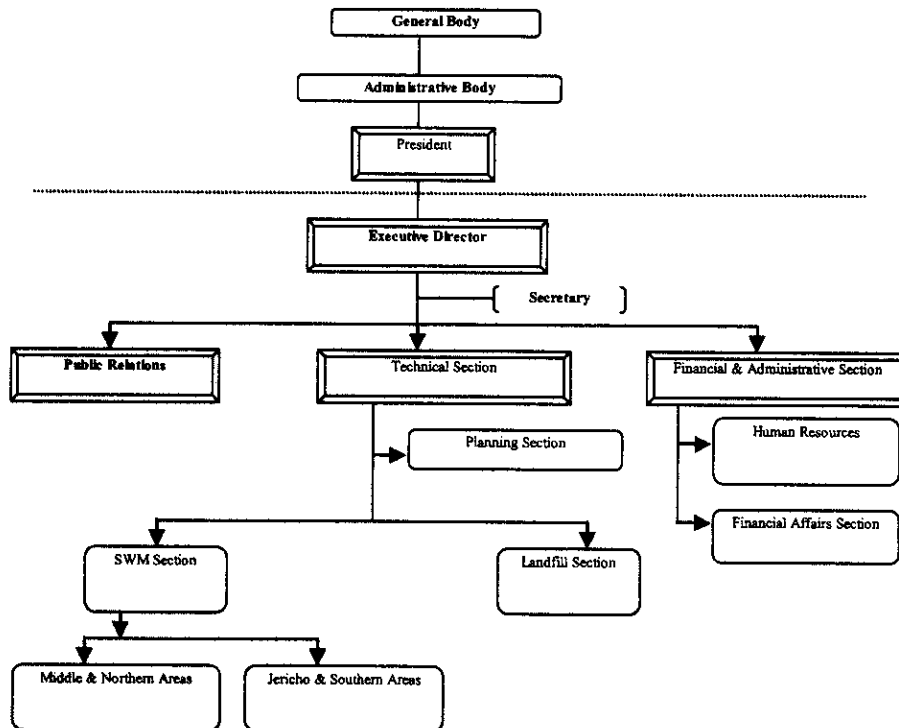 General Body
Administrative Body
President
Executive Director
Secretary
Public Relations
Technical Section
Financial & Administrative Section
Planning Section
Human Resources
Financial Affairs Section
SWM Section
Landfill Section
Middle & Northern Areas
Jericho & Southern Areas